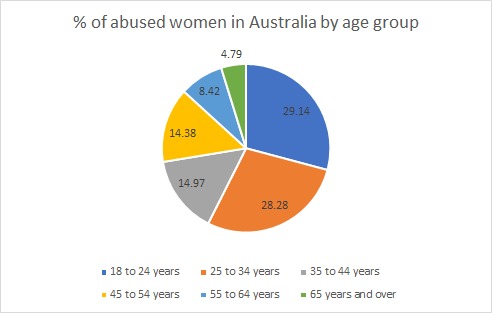 % of abused women in Australia by age group
4.79
8.42
29.14
14.38
14.97
28.28
18 to 24 years
25 to 34 years
35 to 44 years
45 to 54 years
55 to 64 years
65 years and over